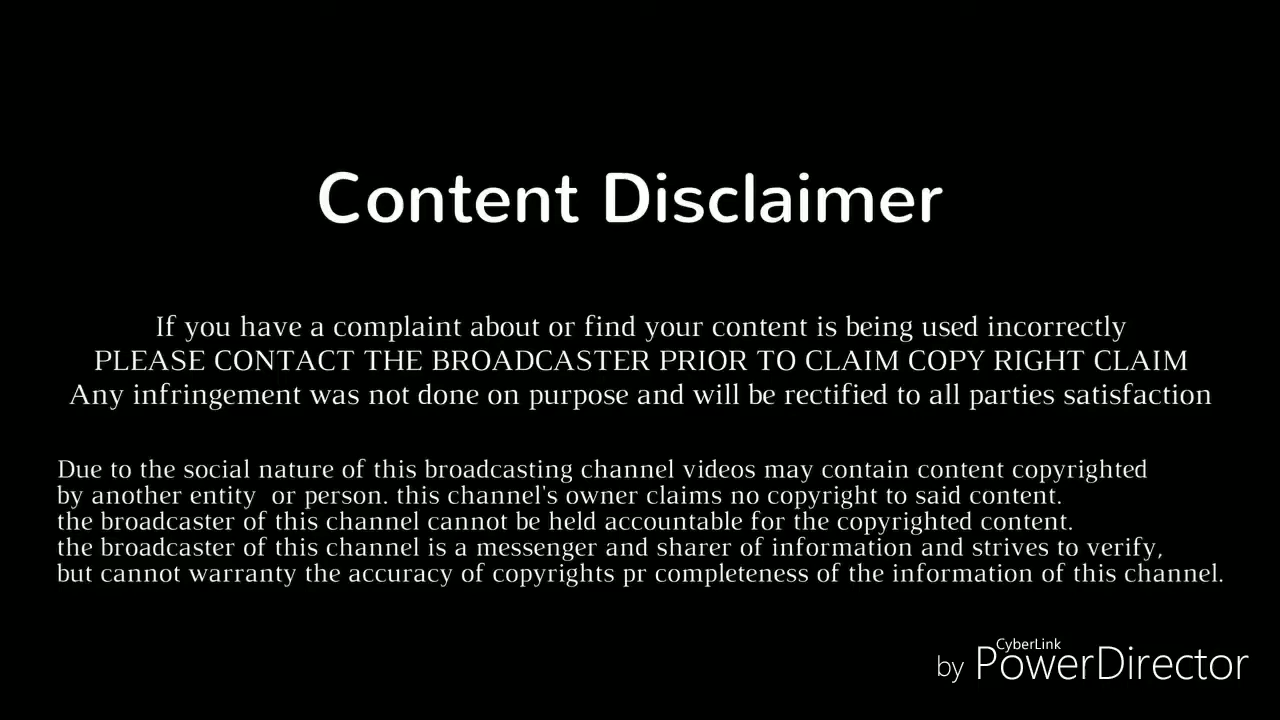 Content Disclaimer
If you have a complaint about or find your content is being used incorrectly
PLEASE CONTACT THE BROADCASTER PRIOR TO CLAIM COPY RIGHT CLAIM
Any infringement was not done on purpose and will be rectified to all parties satisfaction
Due to the social nature of this broadcasting channel videos may contain content copyrighted
by another entity  or person. this channel's owner claims no copyright to said content.
the broadcaster of this channel cannot be held accountable for the copyrighted content.
the broadcaster of this channel is a messenger and sharer of information and strives to verify,
but cannot warranty the accuracy of copyrights pr completeness of the information of this channel.
CyberLink
by PowerDirector